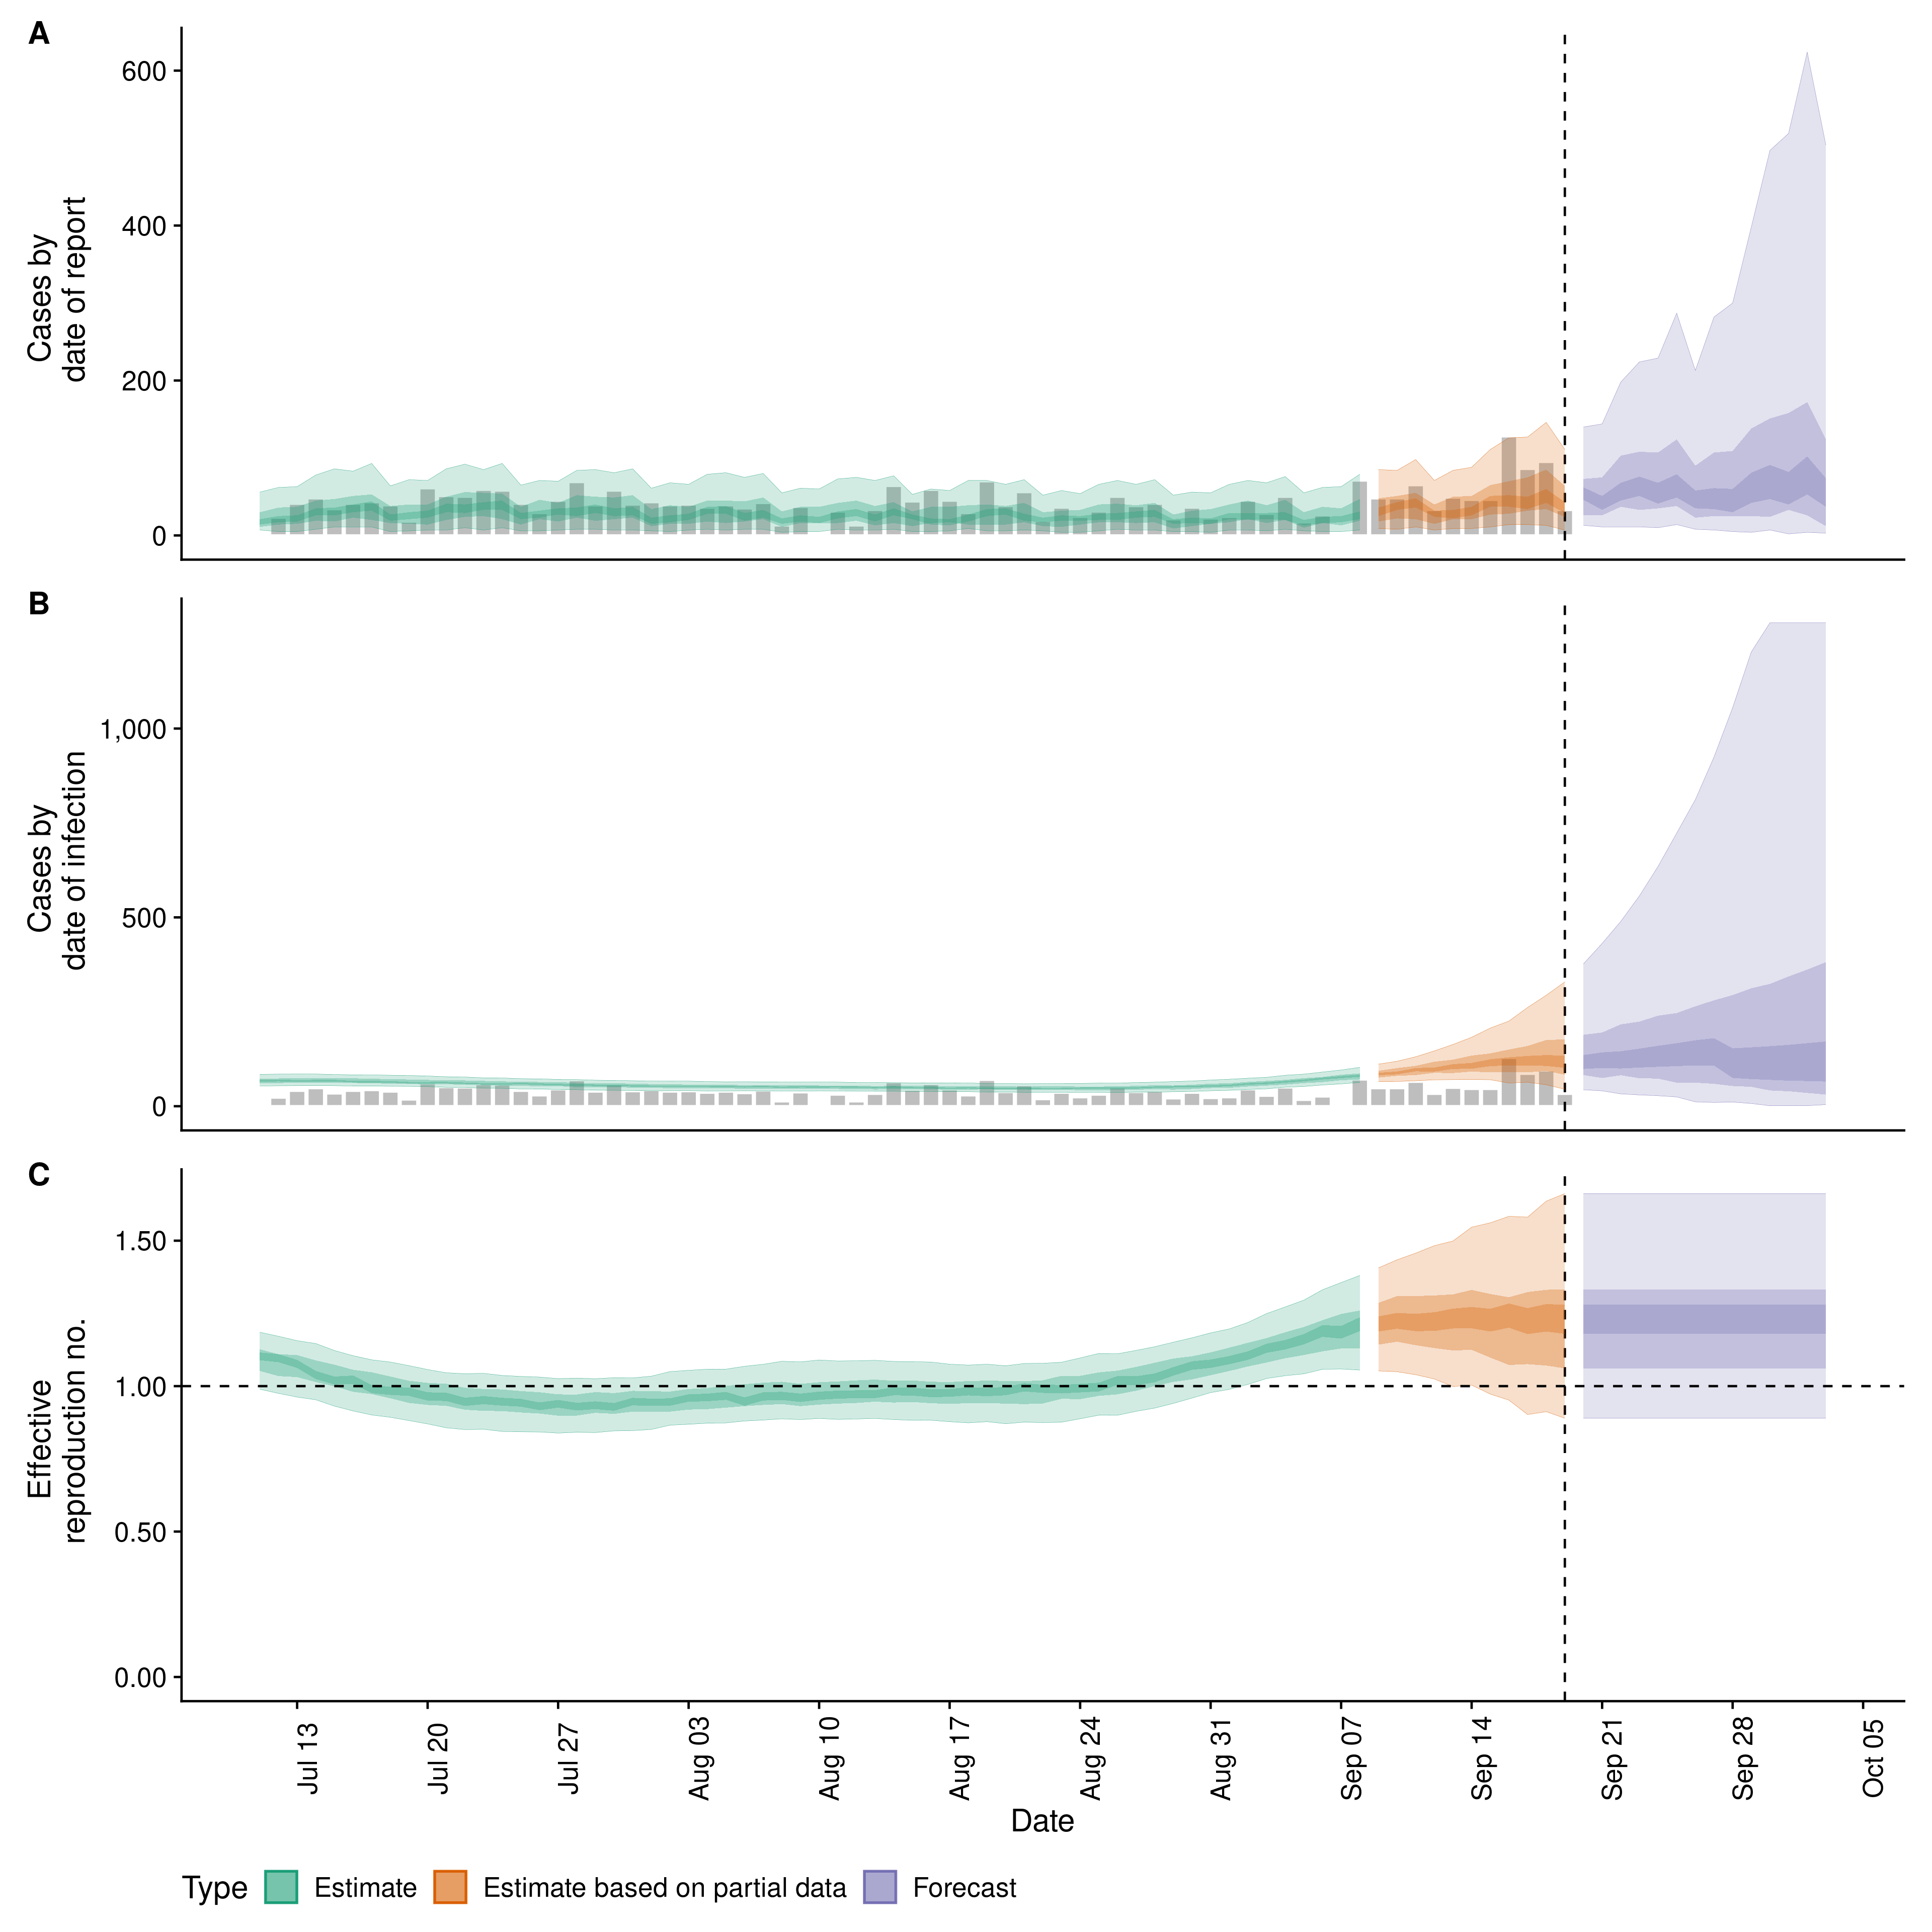 A
Cases by
date of report
600
400
200
0
B
Cases by
date of infection
1,000
500
0
C
Effective
reproduction no.
1.50
1.00
0.50
0.00
Jul 13
Jul 20
Jul 27
Aug 03
Aug 10
Aug 17
Aug 24
Aug 31
Sep 07
Sep 14
Sep 21
Sep 28
Oct 05
Date
Type Estimate Estimate based on partial data Forecast